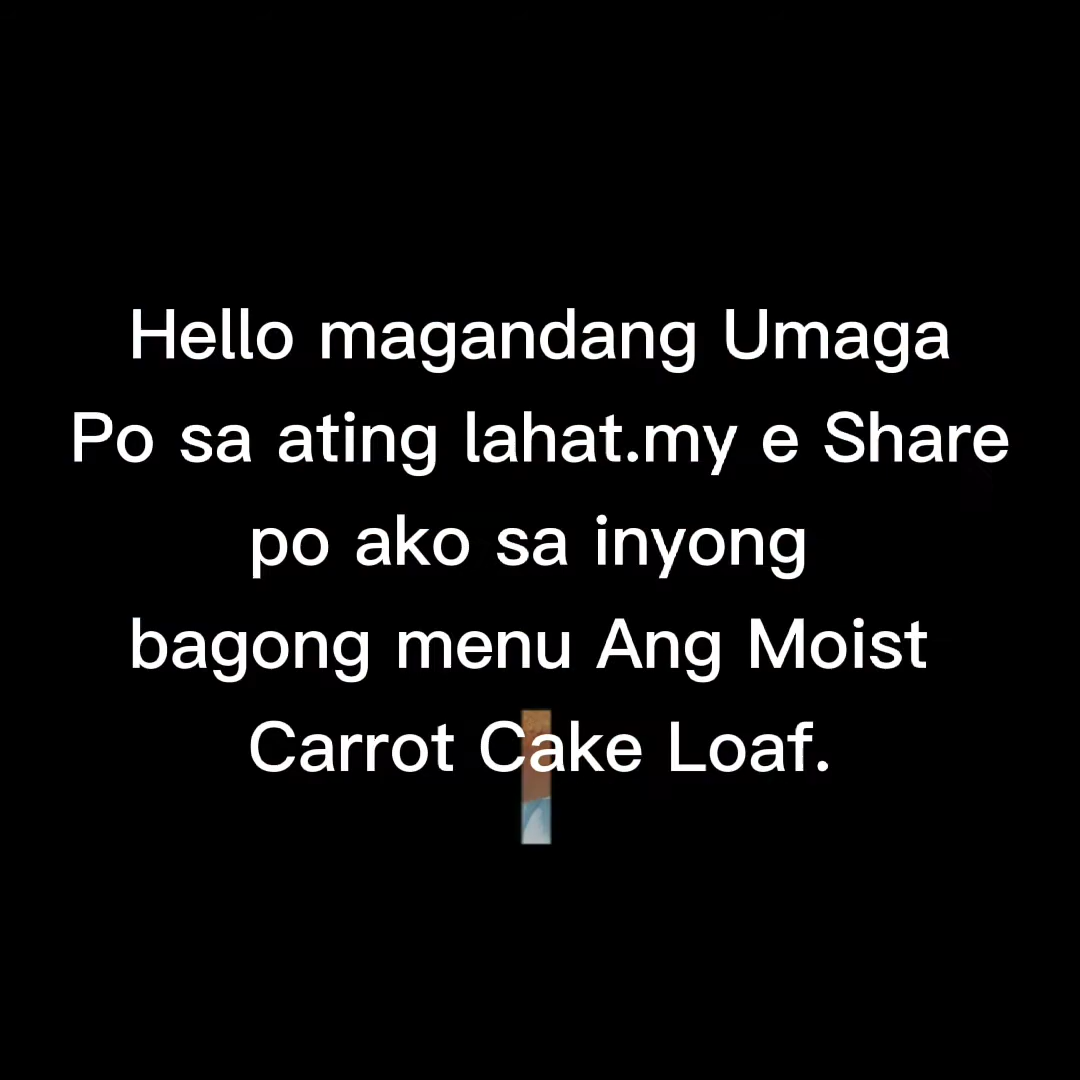 Hello magandang Umaga
Po sa ating lahat.my e Share
po ako sa inyong
bagong menu Ang Moist
Carrot Cake Loaf.